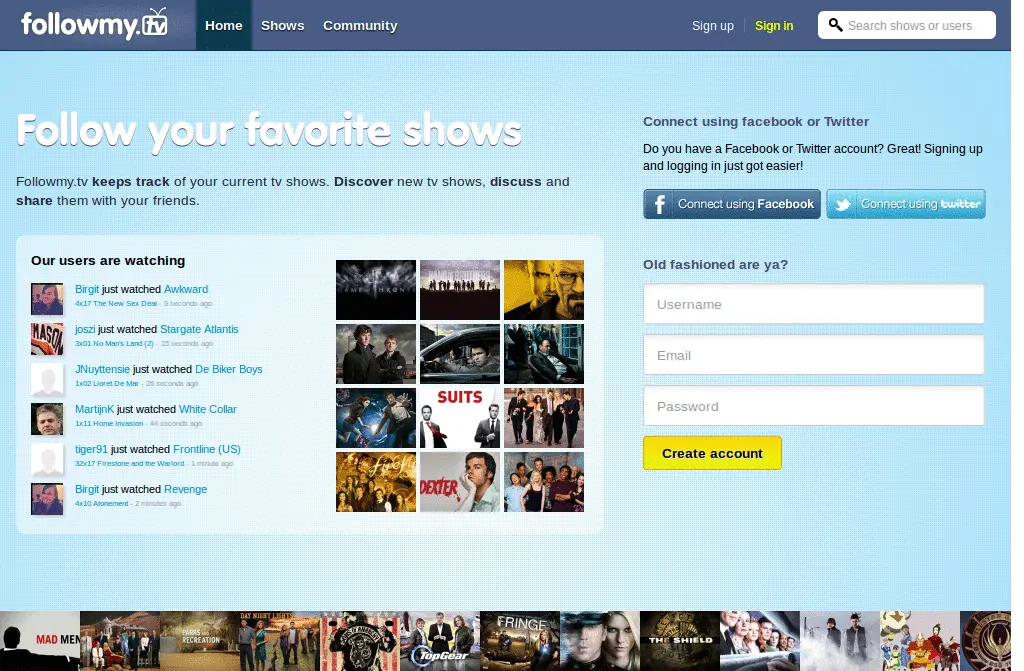 followmy.tv
Home
Shows
Community
Sign up
Sign in
Search shows or users
Follow your favorite shows
Followmy.tv keeps track of your current tv shows. Discover new tv shows, discuss and
share them with your friends.
Our users are watching
Birgit just watched Awkward
4x17 The New Sex Deal - 9 seconds ago
joszi just watched Stargate Atlantis
3x01 No Man's Land (2) - 15 seconds ago
JNuyttensie just watched De Biker Boys
1x02 Lloret De Mar - 26 seconds ago
MartijnK just watched White Collar
1x11 Home Invasion - 44 seconds ago
tiger91 just watched Frontline (US)
32x17 Firestone and the Warlord - 1 minute ago
Birgit just watched Revenge
4x10 Atonement - 2 minutes ago
MASON
SUITS
firefly
DEXTER
Connect using facebook or Twitter
Do you have a Facebook or Twitter account? Great! Signing up
and logging in just got easier!
Connect using Facebook
Connect using twitter
Old fashioned are ya?
Username
Email
Password
Create account
MAD MEN
PARKS AND
RECREATION
DAY NIGHT LIGHTS
SONS OF ANARCHY
TopGear
FRINGE
THE SHIELD